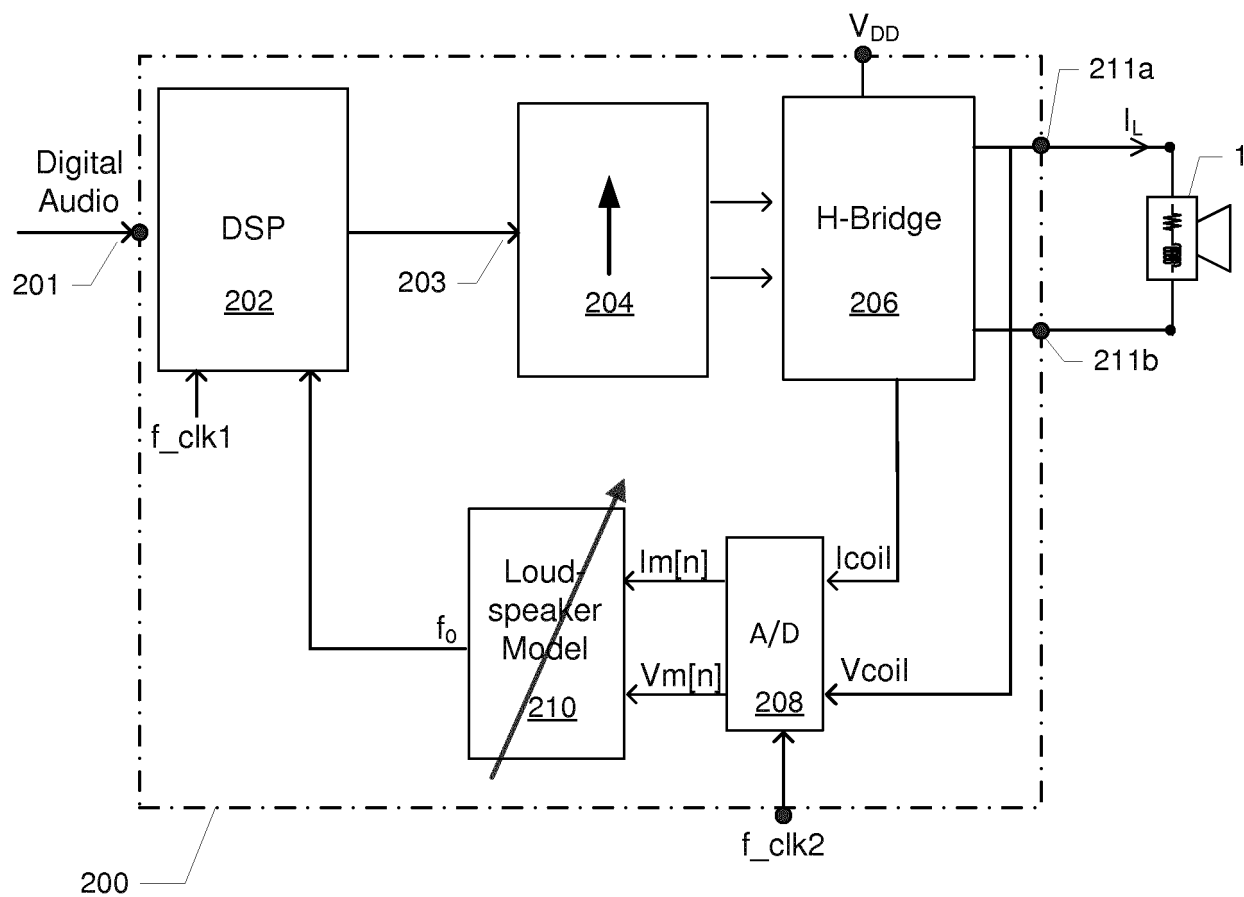 V_DD
211a
I_L
1
Digital
Audio
DSP
202
201
203
204
H-Bridge
206
211b
f_clk1
Loud-
speaker
Model
210
f₀
Im[n]
Vm[n]
A/D
208
Icoil
Vcoil
f_clk2
200